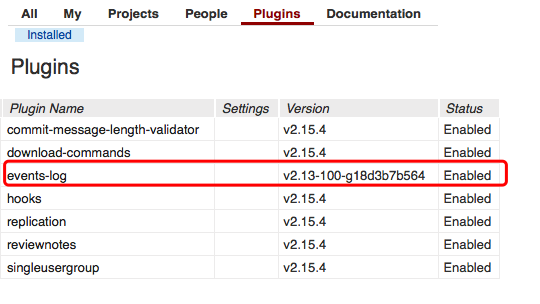 All My Projects People Plugins Documentation
Installed
Plugins
Plugin Name Settings Version Status
commit-message-length-validator v2.15.4 Enabled
download-commands v2.15.4 Enabled
events-log v2.13-100-g18d3b7b564 Enabled
hooks v2.15.4 Enabled
replication v2.15.4 Enabled
reviewnotes v2.15.4 Enabled
singleusergroup v2.15.4 Enabled